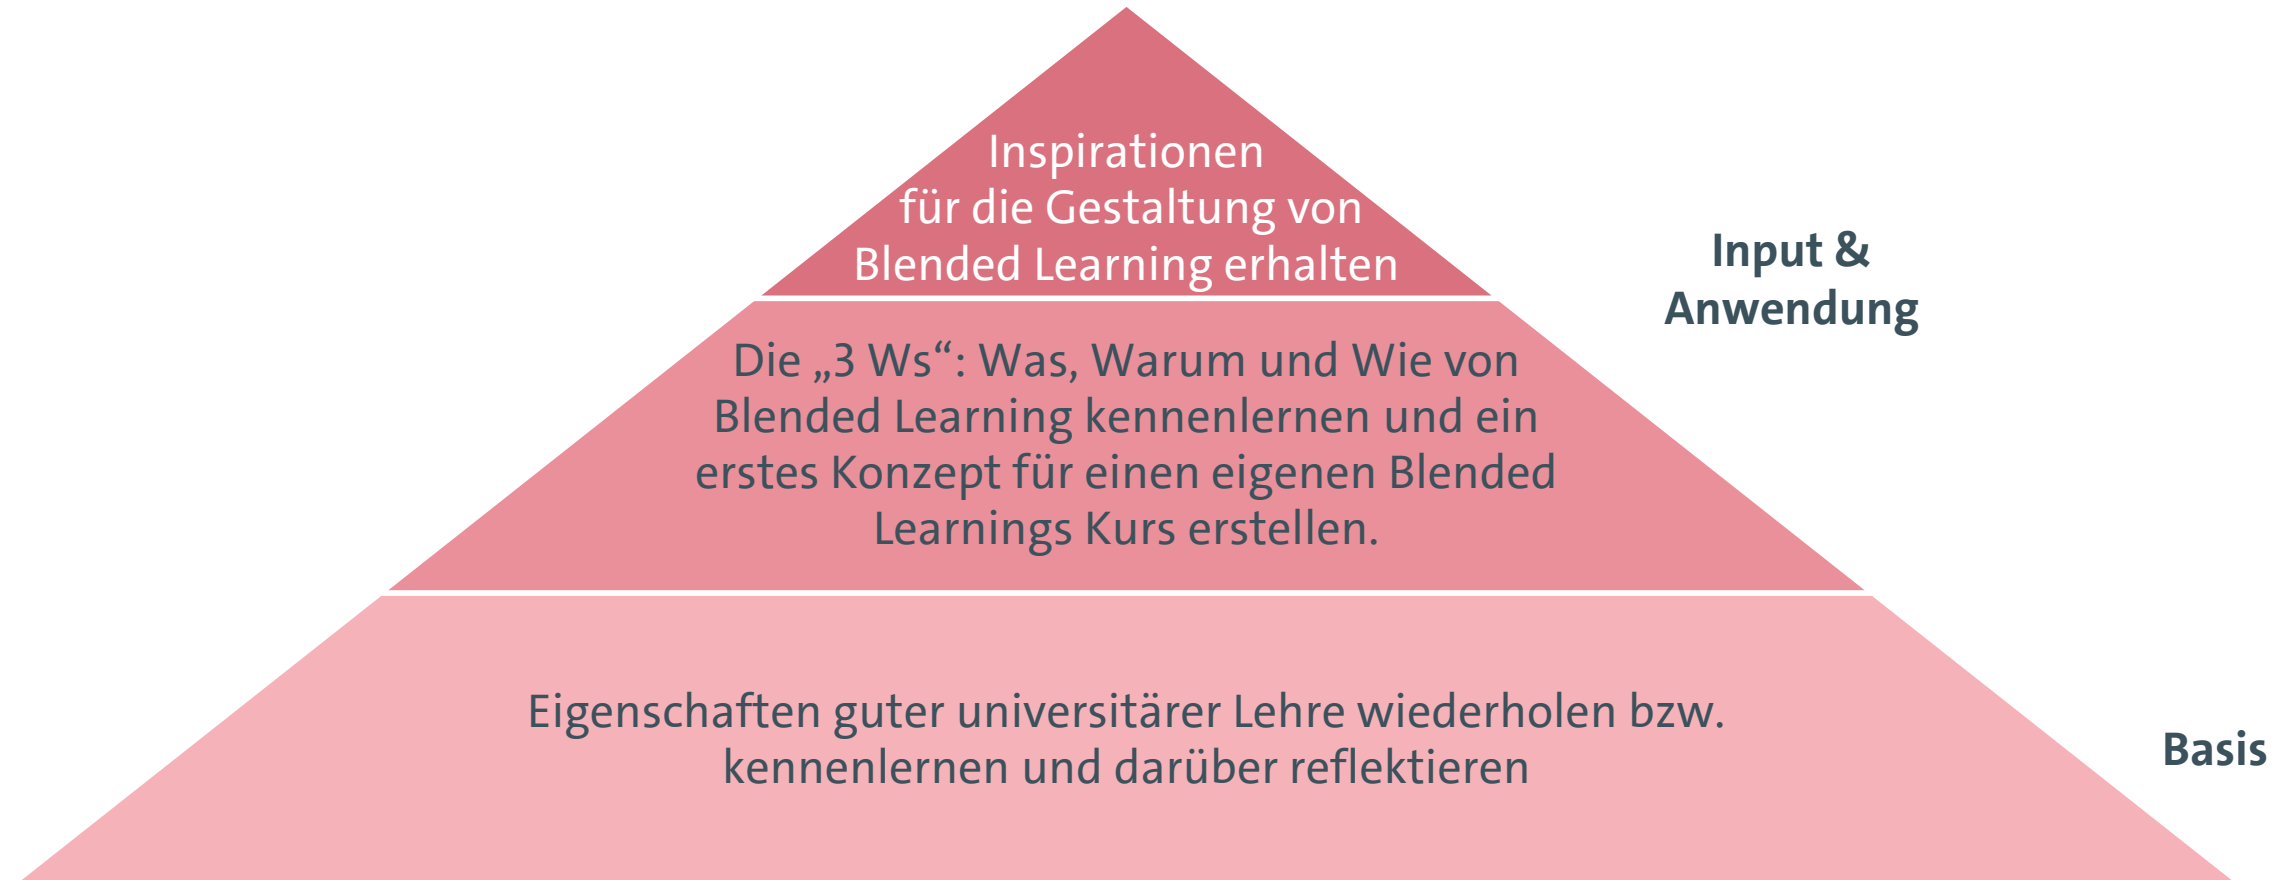 Inspirationen
für die Gestaltung von
Blended Learning erhalten
Input &
Anwendung
Die „3 Ws“: Was, Warum und Wie von
Blended Learning kennenlernen und ein
erstes Konzept für einen eigenen Blended
Learnings Kurs erstellen.
Eigenschaften guter universitärer Lehre wiederholen bzw.
kennenlernen und darüber reflektieren
Basis